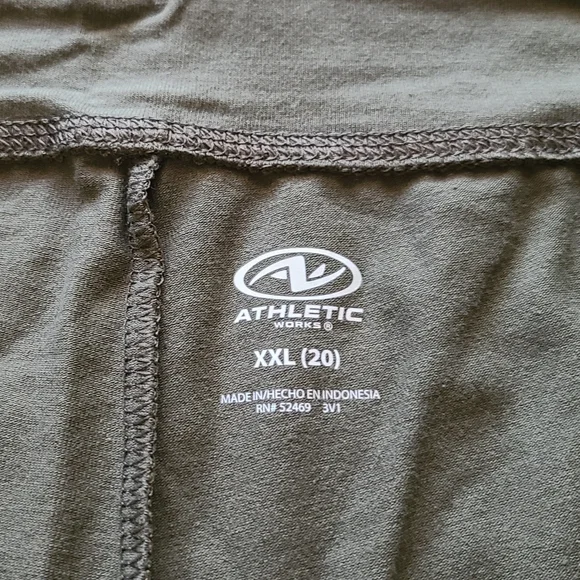 ATHLETIC
WORKS®
XXL (20)
MADE IN/HECHO EN INDONESIA
RN# 52469 3V1